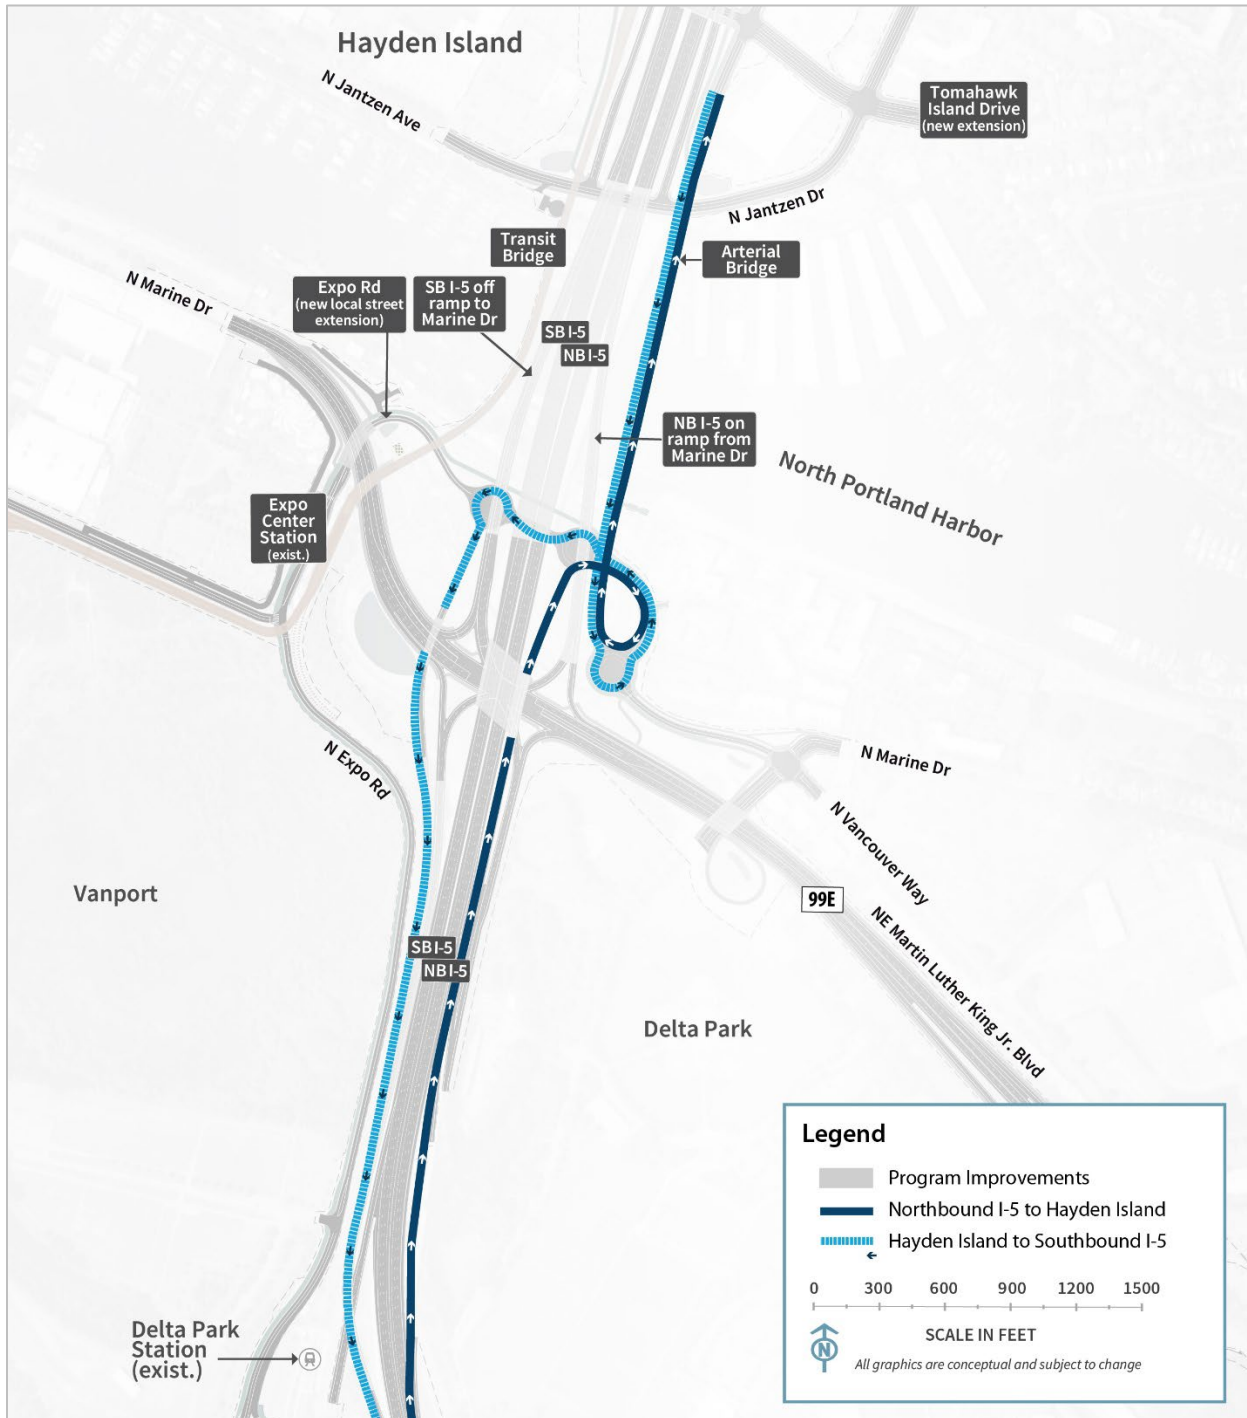 Hayden Island
N Jantzen Ave
Tomahawk
Island Drive
(new extension)
N Jantzen Dr
Transit
Bridge
Arterial
Bridge
N Marine Dr
Expo Rd
(new local street
extension)
SB I-5 off
ramp to
Marine Dr
SB I-5
NB I-5
NB I-5 on
ramp from
Marine Dr
North Portland Harbor
Expo
Center
Station
(exist.)
N Expo Rd
N Marine Dr
N Vancouver Way
Vanport
99E
NE Martin Luther King Jr. Blvd
SB I-5
NB I-5
Delta Park
Legend
Program Improvements
Northbound I-5 to Hayden Island
Hayden Island to Southbound I-5
0 300 600 900 1200 1500
SCALE IN FEET
N
All graphics are conceptual and subject to change
Delta Park
Station
(exist.)